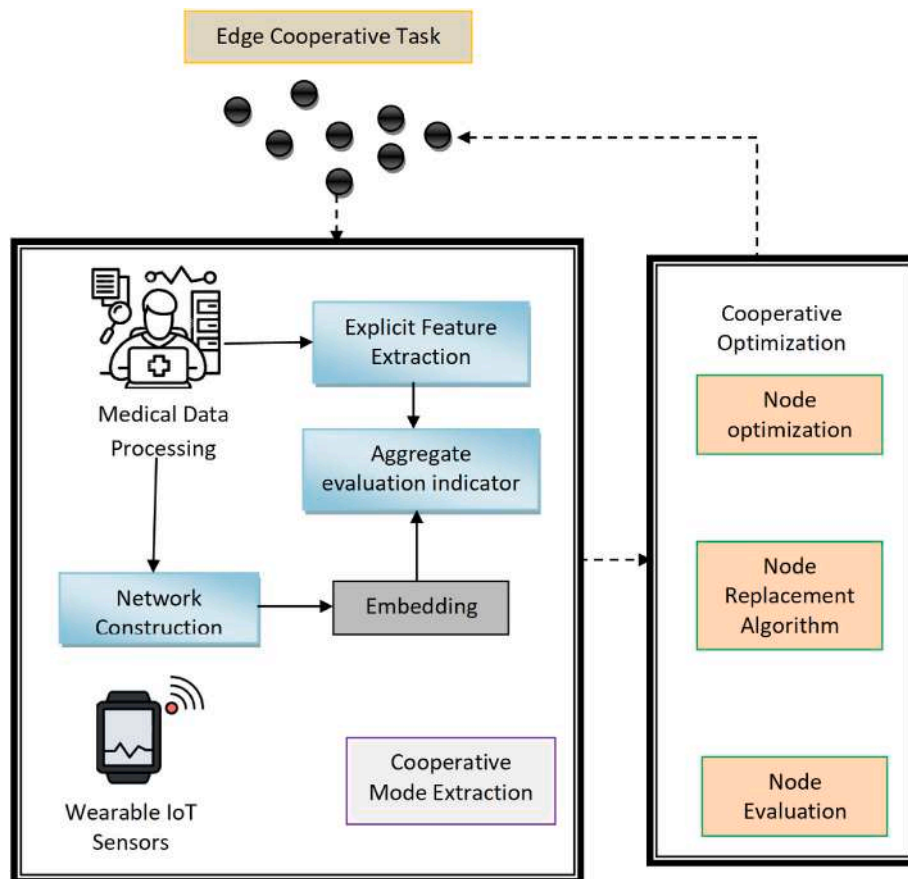 Edge Cooperative Task
Explicit Feature
Extraction
Medical Data
Processing
Aggregate
evaluation indicator
Network
Construction
Embedding
Wearable IoT
Sensors
Cooperative
Mode Extraction
Cooperative
Optimization
Node
optimization
Node
Replacement
Algorithm
Node
Evaluation